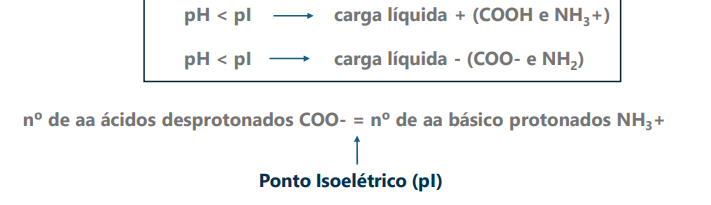 pH < pI → carga líquida + (COOH e NH₃+)
pH < pI → carga líquida - (COO- e NH₂)
nº de aa ácidos desprotonados COO- = nº de aa básico protonados NH₃+
Ponto Isoelétrico (pI)